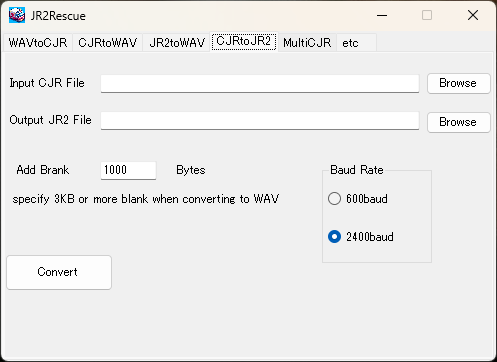 JR2Rescue
WAVtoCJR CJRtoWAV JR2toWAV CJRtoJR2 MultiCJR etc
Input CJR File Browse
Output JR2 File Browse
Add Brank 1000 Bytes Baud Rate
specify 3KB or more blank when converting to WAV 600baud
2400baud
Convert